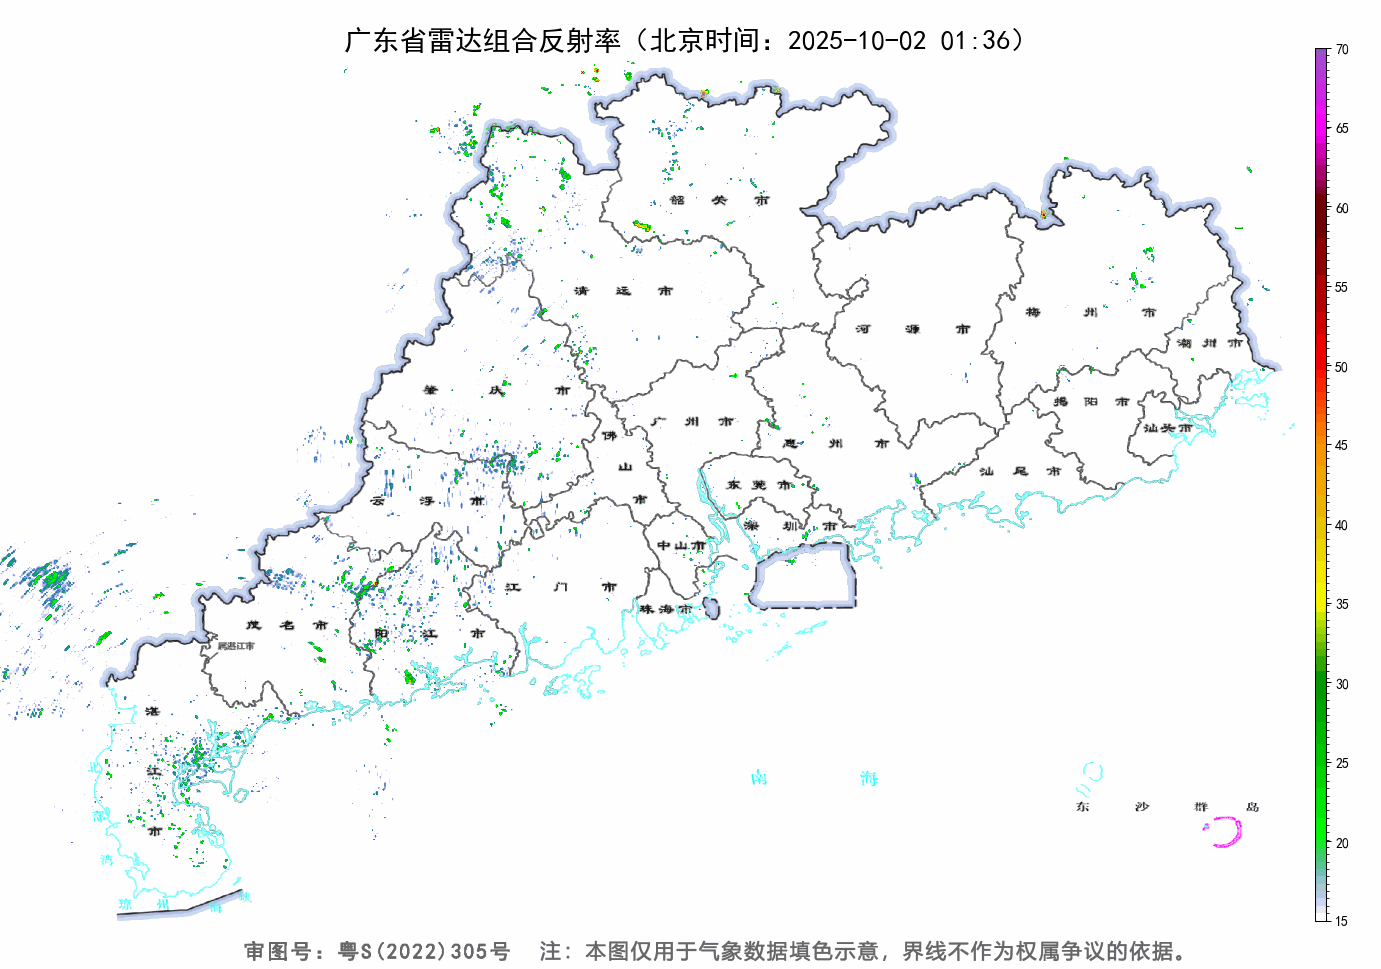 广东省雷达组合反射率（北京时间：2025-10-02 01:36）
70
65
60
55
50
45
40
35
30
25
20
15
韶关市
清远市
河源市
梅州市
潮州市
肇庆市
广州市
佛山市
惠州市
揭阳市
汕头市
汕尾市
云浮市
东莞市
深圳市
中山市
江门市
珠海市
茂名市
属湛江市
阳江市
湛江市
北部湾
琼州海峡
南海
东沙群岛
审图号：粤S(2022)305号 注：本图仅用于气象数据填色示意，界线不作为权属争议的依据。